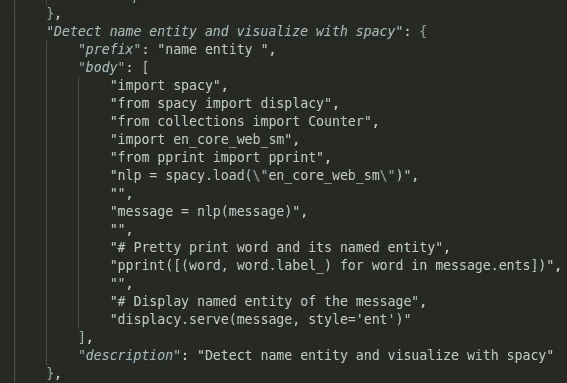 },
"Detect name entity and visualize with spacy": {
"prefix": "name entity ",
"body": [
"import spacy",
"from spacy import displacy",
"from collections import Counter",
"import en_core_web_sm",
"from pprint import pprint",
"nlp = spacy.load(\"en_core_web_sm\")",
"",
"message = nlp(message)",
"",
"# Pretty print word and its named entity",
"pprint([(word, word.label_) for word in message.ents])",
"",
"# Display named entity of the message",
"displacy.serve(message, style='ent')"
],
"description": "Detect name entity and visualize with spacy"
},